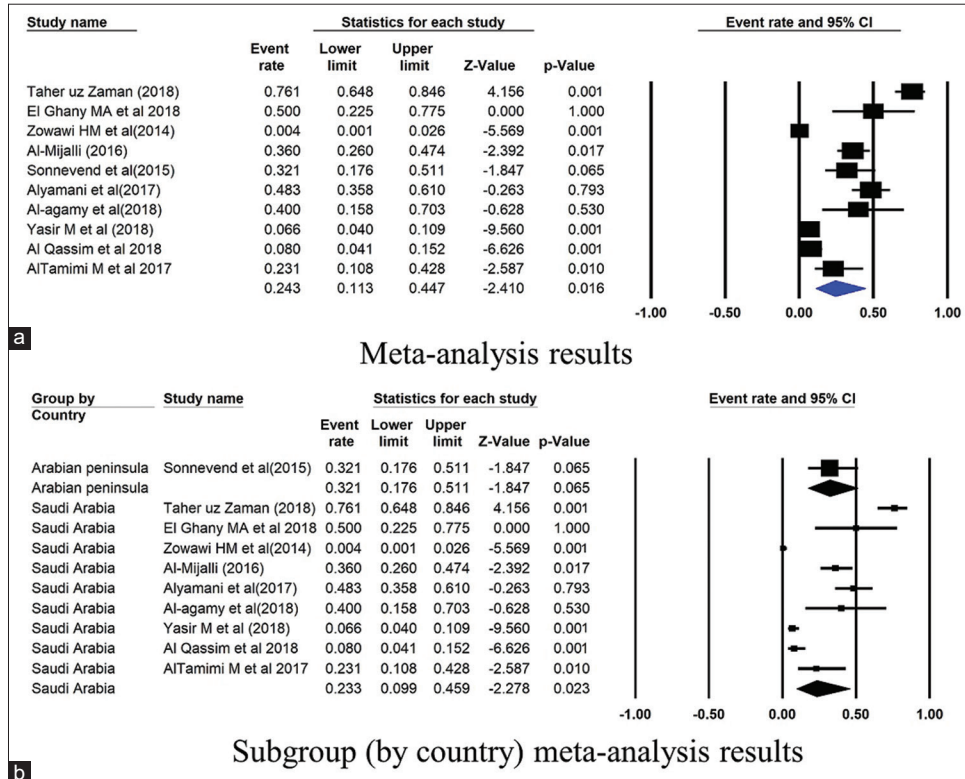 Study name Statistics for each study Event rate and 95% CI
Event rate Lower limit Upper limit Z-Value p-Value
Taher uz Zaman (2018) 0.761 0.648 0.846 4.156 0.001
El Ghany MA et al 2018 0.500 0.225 0.775 0.000 1.000
Zowawi HM et al(2014) 0.004 0.001 0.026 -5.569 0.001
Al-Mijalli (2016) 0.360 0.260 0.474 -2.392 0.017
Sonnevend et al(2015) 0.321 0.176 0.511 -1.847 0.065
Alyamani et al(2017) 0.483 0.358 0.610 -0.263 0.793
Al-agamy et al(2018) 0.400 0.158 0.703 -0.628 0.530
Yasir M et al (2018) 0.066 0.040 0.109 -9.560 0.001
Al Qassim et al 2018 0.080 0.041 0.152 -6.626 0.001
AlTamimi M et al 2017 0.231 0.108 0.428 -2.587 0.010
0.243 0.113 0.447 -2.410 0.016
-1.00 -0.50 0.00 0.50 1.00
a
Meta-analysis results
Group by Country Study name Statistics for each study Event rate and 95% CI
Event rate Lower limit Upper limit Z-Value p-Value
Arabian peninsula Sonnevend et al(2015) 0.321 0.176 0.511 -1.847 0.065
Arabian peninsula 0.321 0.176 0.511 -1.847 0.065
Saudi Arabia Taher uz Zaman (2018) 0.761 0.648 0.846 4.156 0.001
Saudi Arabia El Ghany MA et al 2018 0.500 0.225 0.775 0.000 1.000
Saudi Arabia Zowawi HM et al(2014) 0.004 0.001 0.026 -5.569 0.001
Saudi Arabia Al-Mijalli (2016) 0.360 0.260 0.474 -2.392 0.017
Saudi Arabia Alyamani et al(2017) 0.483 0.358 0.610 -0.263 0.793
Saudi Arabia Al-agamy et al(2018) 0.400 0.158 0.703 -0.628 0.530
Saudi Arabia Yasir M et al (2018) 0.066 0.040 0.109 -9.560 0.001
Saudi Arabia Al Qassim et al 2018 0.080 0.041 0.152 -6.626 0.001
Saudi Arabia AlTamimi M et al 2017 0.231 0.108 0.428 -2.587 0.010
Saudi Arabia 0.233 0.099 0.459 -2.278 0.023
-1.00 -0.50 0.00 0.50 1.00
Subgroup (by country) meta-analysis results
b